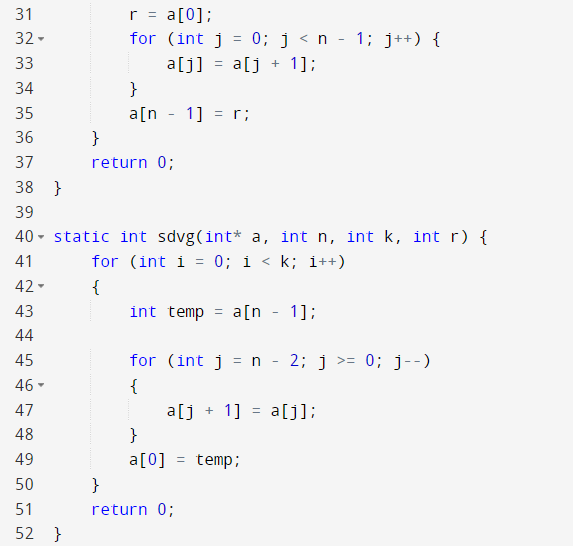 31         r = a[0];
32         for (int j = 0; j < n - 1; j++) {
33             a[j] = a[j + 1];
34         }
35         a[n - 1] = r;
36     }
37     return 0;
38 }
39
40 static int sdvg(int* a, int n, int k, int r) {
41     for (int i = 0; i < k; i++)
42     {
43         int temp = a[n - 1];
44
45         for (int j = n - 2; j >= 0; j--)
46         {
47             a[j + 1] = a[j];
48         }
49         a[0] = temp;
50     }
51     return 0;
52 }